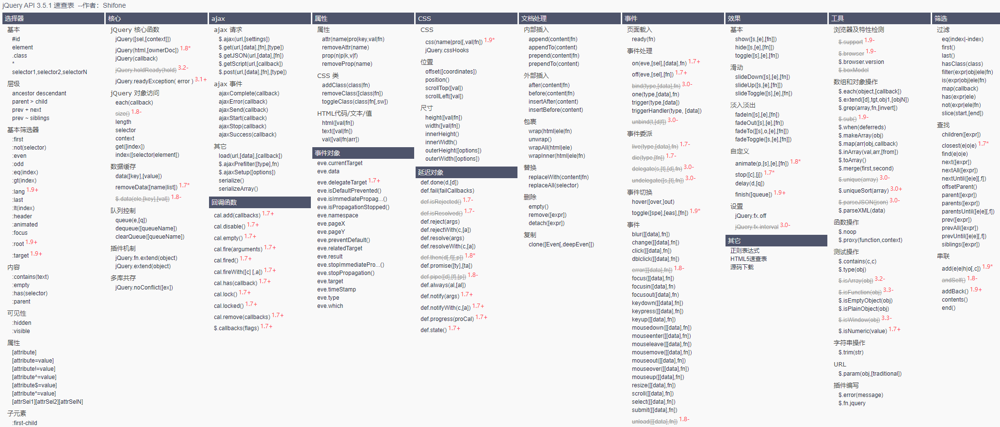 jQuery API 3.5.1 速查表 --作者：Shifone
选择器
基本
#id
element
.class
*
selector1,selector2,selectorN
层级
ancestor descendant
parent > child
prev + next
prev ~ siblings
基本筛选器
:first
:not(selector)
:even
:odd
:eq(index)
:gt(index)
:lang 1.9+
:last
:lt(index)
:header
:animated
:focus
:root 1.9+
:target 1.9+
内容
:contains(text)
:empty
:has(selector)
:parent
可见性
:hidden
:visible
属性
[attribute]
[attribute=value]
[attribute!=value]
[attribute^=value]
[attribute$=value]
[attribute*=value]
[attrSel1][attrSel2][attrSelN]
子元素
:first-child
核心
jQuery 核心函数
jQuery([sel,[context]])
jQuery(html,[ownerDoc]) 1.8*
jQuery(callback)
jQuery.holdReady(hold) 3.2-
jQuery.readyException( error ) 3.1+
jQuery 对象访问
each(callback)
size() 1.8-
length
selector
context
get([index])
index([selector|element])
数据缓存
data([key],[value])
removeData([name|list]) 1.7*
$.data(ele,[key],[val]) 1.8-
队列控制
queue(e,[q])
dequeue([queueName])
clearQueue([queueName])
插件机制
jQuery.fn.extend(object)
jQuery.extend(object)
多库共存
jQuery.noConflict([ex])
ajax
ajax 请求
$.ajax(url,[settings])
$.get(url,[data],[fn],[type])
$.getJSON(url,[data],[fn])
$.getScript(url,[callback])
$.post(url,[data],[fn],[type])
ajax 事件
ajaxComplete(callback)
ajaxError(callback)
ajaxSend(callback)
ajaxStart(callback)
ajaxStop(callback)
ajaxSuccess(callback)
其它
load(url,[data],[callback])
$.ajaxPrefilter([type],fn)
$.ajaxSetup([options])
serialize()
serializeArray()
回调函数
cal.add(callbacks) 1.7+
cal.disable() 1.7+
cal.empty() 1.7+
cal.fire(arguments) 1.7+
cal.fired() 1.7+
cal.fireWith([c] [,a]) 1.7+
cal.has(callback) 1.7+
cal.lock() 1.7+
cal.locked() 1.7+
cal.remove(callbacks) 1.7+
$.callbacks(flags) 1.7+
属性
属性
attr(name|pro|key,val|fn)
removeAttr(name)
prop(n|p|k,v|f)
removeProp(name)
CSS 类
addClass(class|fn)
removeClass([class|fn])
toggleClass(class|fn[,sw])
HTML代码/文本/值
html([val|fn])
text([val|fn])
val([val|fn|arr])
事件对象
eve.currentTarget
eve.data
eve.delegateTarget 1.7+
eve.isDefaultPrevented()
eve.isImmediatePropag...()
eve.isPropagationStopped()
eve.namespace
eve.pageX
eve.pageY
eve.preventDefault()
eve.relatedTarget
eve.result
eve.stopImmediatePro...()
eve.stopPropagation()
eve.target
eve.timeStamp
eve.type
eve.which
CSS
CSS
css(name|pro|[,val|fn]) 1.9*
jQuery.cssHooks
位置
offset([coordinates])
position()
scrollTop([val])
scrollLeft([val])
尺寸
height([val|fn])
width([val|fn])
innerHeight()
innerWidth()
outerHeight([options])
outerWidth([options])
延迟对象
def.done(d,[d])
def.fail(failCallbacks)
def.isRejected() 1.7-
def.isResolved() 1.7-
def.reject(args)
def.rejectWith(c,[a])
def.resolve(args)
def.resolveWith(c,[a])
def.then(d[,f][,p]) 1.8*
def.promise([ty],[ta])
def.pipe([d],[f],[p]) 1.8-
def.always(al,[al])
def.notify(args) 1.7+
def.notifyWith(c,[a]) 1.7+
def.progress(proCal) 1.7+
def.state() 1.7+
文档处理
内部插入
append(content|fn)
appendTo(content)
prepend(content|fn)
prependTo(content)
外部插入
after(content|fn)
before(content|fn)
insertAfter(content)
insertBefore(content)
包裹
wrap(html|ele|fn)
unwrap()
wrapAll(html|ele)
wrapInner(html|ele|fn)
替换
replaceWith(content|fn)
replaceAll(selector)
删除
empty()
remove([expr])
detach([expr])
复制
clone([Even[,deepEven]])
事件
页面载入
ready(fn)
事件处理
on(eve,[sel],[data],fn) 1.7+
off(eve,[sel],[fn]) 1.7+
bind(type,[data],fn) 3.0-
one(type,[data],fn)
trigger(type,[data])
triggerHandler(type, [data])
unbind(t,[d|f]) 3.0-
事件委派
live(type,[data],fn) 1.7-
die(type,[fn]) 1.7-
delegate(s,[t],[d],fn) 3.0-
undelegate([s,[t],fn]) 3.0-
事件切换
hover([over,]out)
toggle([spe],[eas],[fn]) 1.9*
事件
blur([[data],fn])
change([[data],fn])
click([[data],fn])
dblclick([[data],fn])
error([[data],fn]) 1.8-
focus([[data],fn])
focusin([data],fn)
focusout([data],fn)
keydown([[data],fn])
keypress([[data],fn])
keyup([[data],fn])
mousedown([[data],fn])
mouseenter([[data],fn])
mouseleave([[data],fn])
mousemove([[data],fn])
mouseout([[data],fn])
mouseover([[data],fn])
mouseup([[data],fn])
resize([[data],fn])
scroll([[data],fn])
select([[data],fn])
submit([[data],fn])
unload([[data],fn]) 1.8-
效果
基本
show([s,[e],[fn]])
hide([s,[e],[fn]])
toggle([s],[e],[fn])
滑动
slideDown([s],[e],[fn])
slideUp([s,[e],[fn]])
slideToggle([s],[e],[fn])
淡入淡出
fadeIn([s],[e],[fn])
fadeOut([s],[e],[fn])
fadeTo([[s],o,[e],[fn]])
fadeToggle([s,[e],[fn]])
自定义
animate(p,[s],[e],[fn]) 1.8*
stop([c],[j]) 1.7*
delay(d,[q])
finish([queue]) 1.9+
设置
jQuery.fx.off
jQuery.fx.interval 3.0-
其它
正则表达式
HTML5速查表
源码下载
工具
浏览器及特性检测
$.support 1.9-
$.browser 1.9-
$.browser.version
$.boxModel
数组和对象操作
$.each(object,[callback])
$.extend([d],tgt,obj1,[objN])
$.grep(array,fn,[invert])
$.sub() 1.9-
$.when(deferreds)
$.makeArray(obj)
$.map(arr|obj,callback)
$.inArray(val,arr,[from])
$.toArray()
$.merge(first,second)
$.unique(array) 3.0-
$.uniqueSort(array) 3.0+
$.parseJSON(json) 3.0-
$.parseXML(data)
函数操作
$.noop
$.proxy(function,context)
测试操作
$.contains(c,c)
$.type(obj)
$.isArray(obj) 3.2-
$.isFunction(obj) 3.3-
$.isEmptyObject(obj)
$.isPlainObject(obj)
$.isWindow(obj) 3.3-
$.isNumeric(value) 1.7+
字符串操作
$.trim(str)
URL
$.param(obj,[traditional])
插件编写
$.error(message)
$.fn.jquery
筛选
过滤
eq(index|-index)
first()
last()
hasClass(class)
filter(expr|obj|ele|fn)
is(expr|obj|ele|fn)
map(callback)
has(expr|ele)
not(expr|ele|fn)
slice(start,[end])
查找
children([expr])
closest(e|o|e) 1.7*
find(e|o|e)
next([expr])
nextAll([expr])
nextUntil([e|e][,f])
offsetParent()
parent([expr])
parents([expr])
parentsUntil([e|e][,f])
prev([expr])
prevAll([expr])
prevUntil([e|e][,f])
siblings([expr])
串联
add(e|e|h|o[,c]) 1.9*
andSelf() 1.8-
addBack() 1.9+
contents()
end()